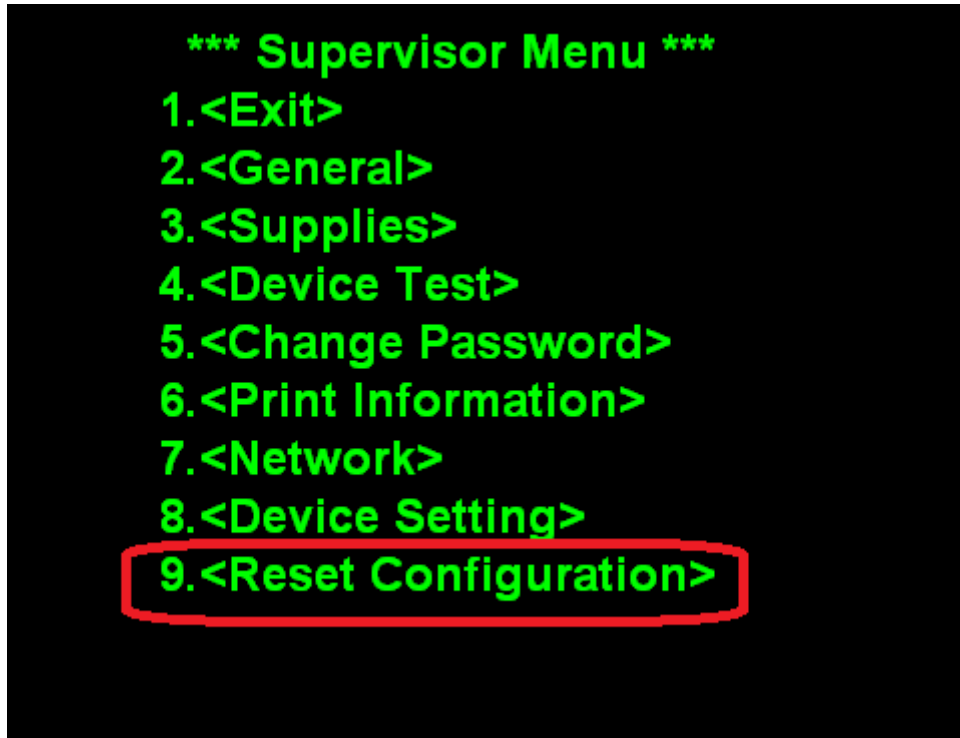 *** Supervisor Menu ***
1.<Exit>
2.<General>
3.<Supplies>
4.<Device Test>
5.<Change Password>
6.<Print Information>
7.<Network>
8.<Device Setting>
9.<Reset Configuration>